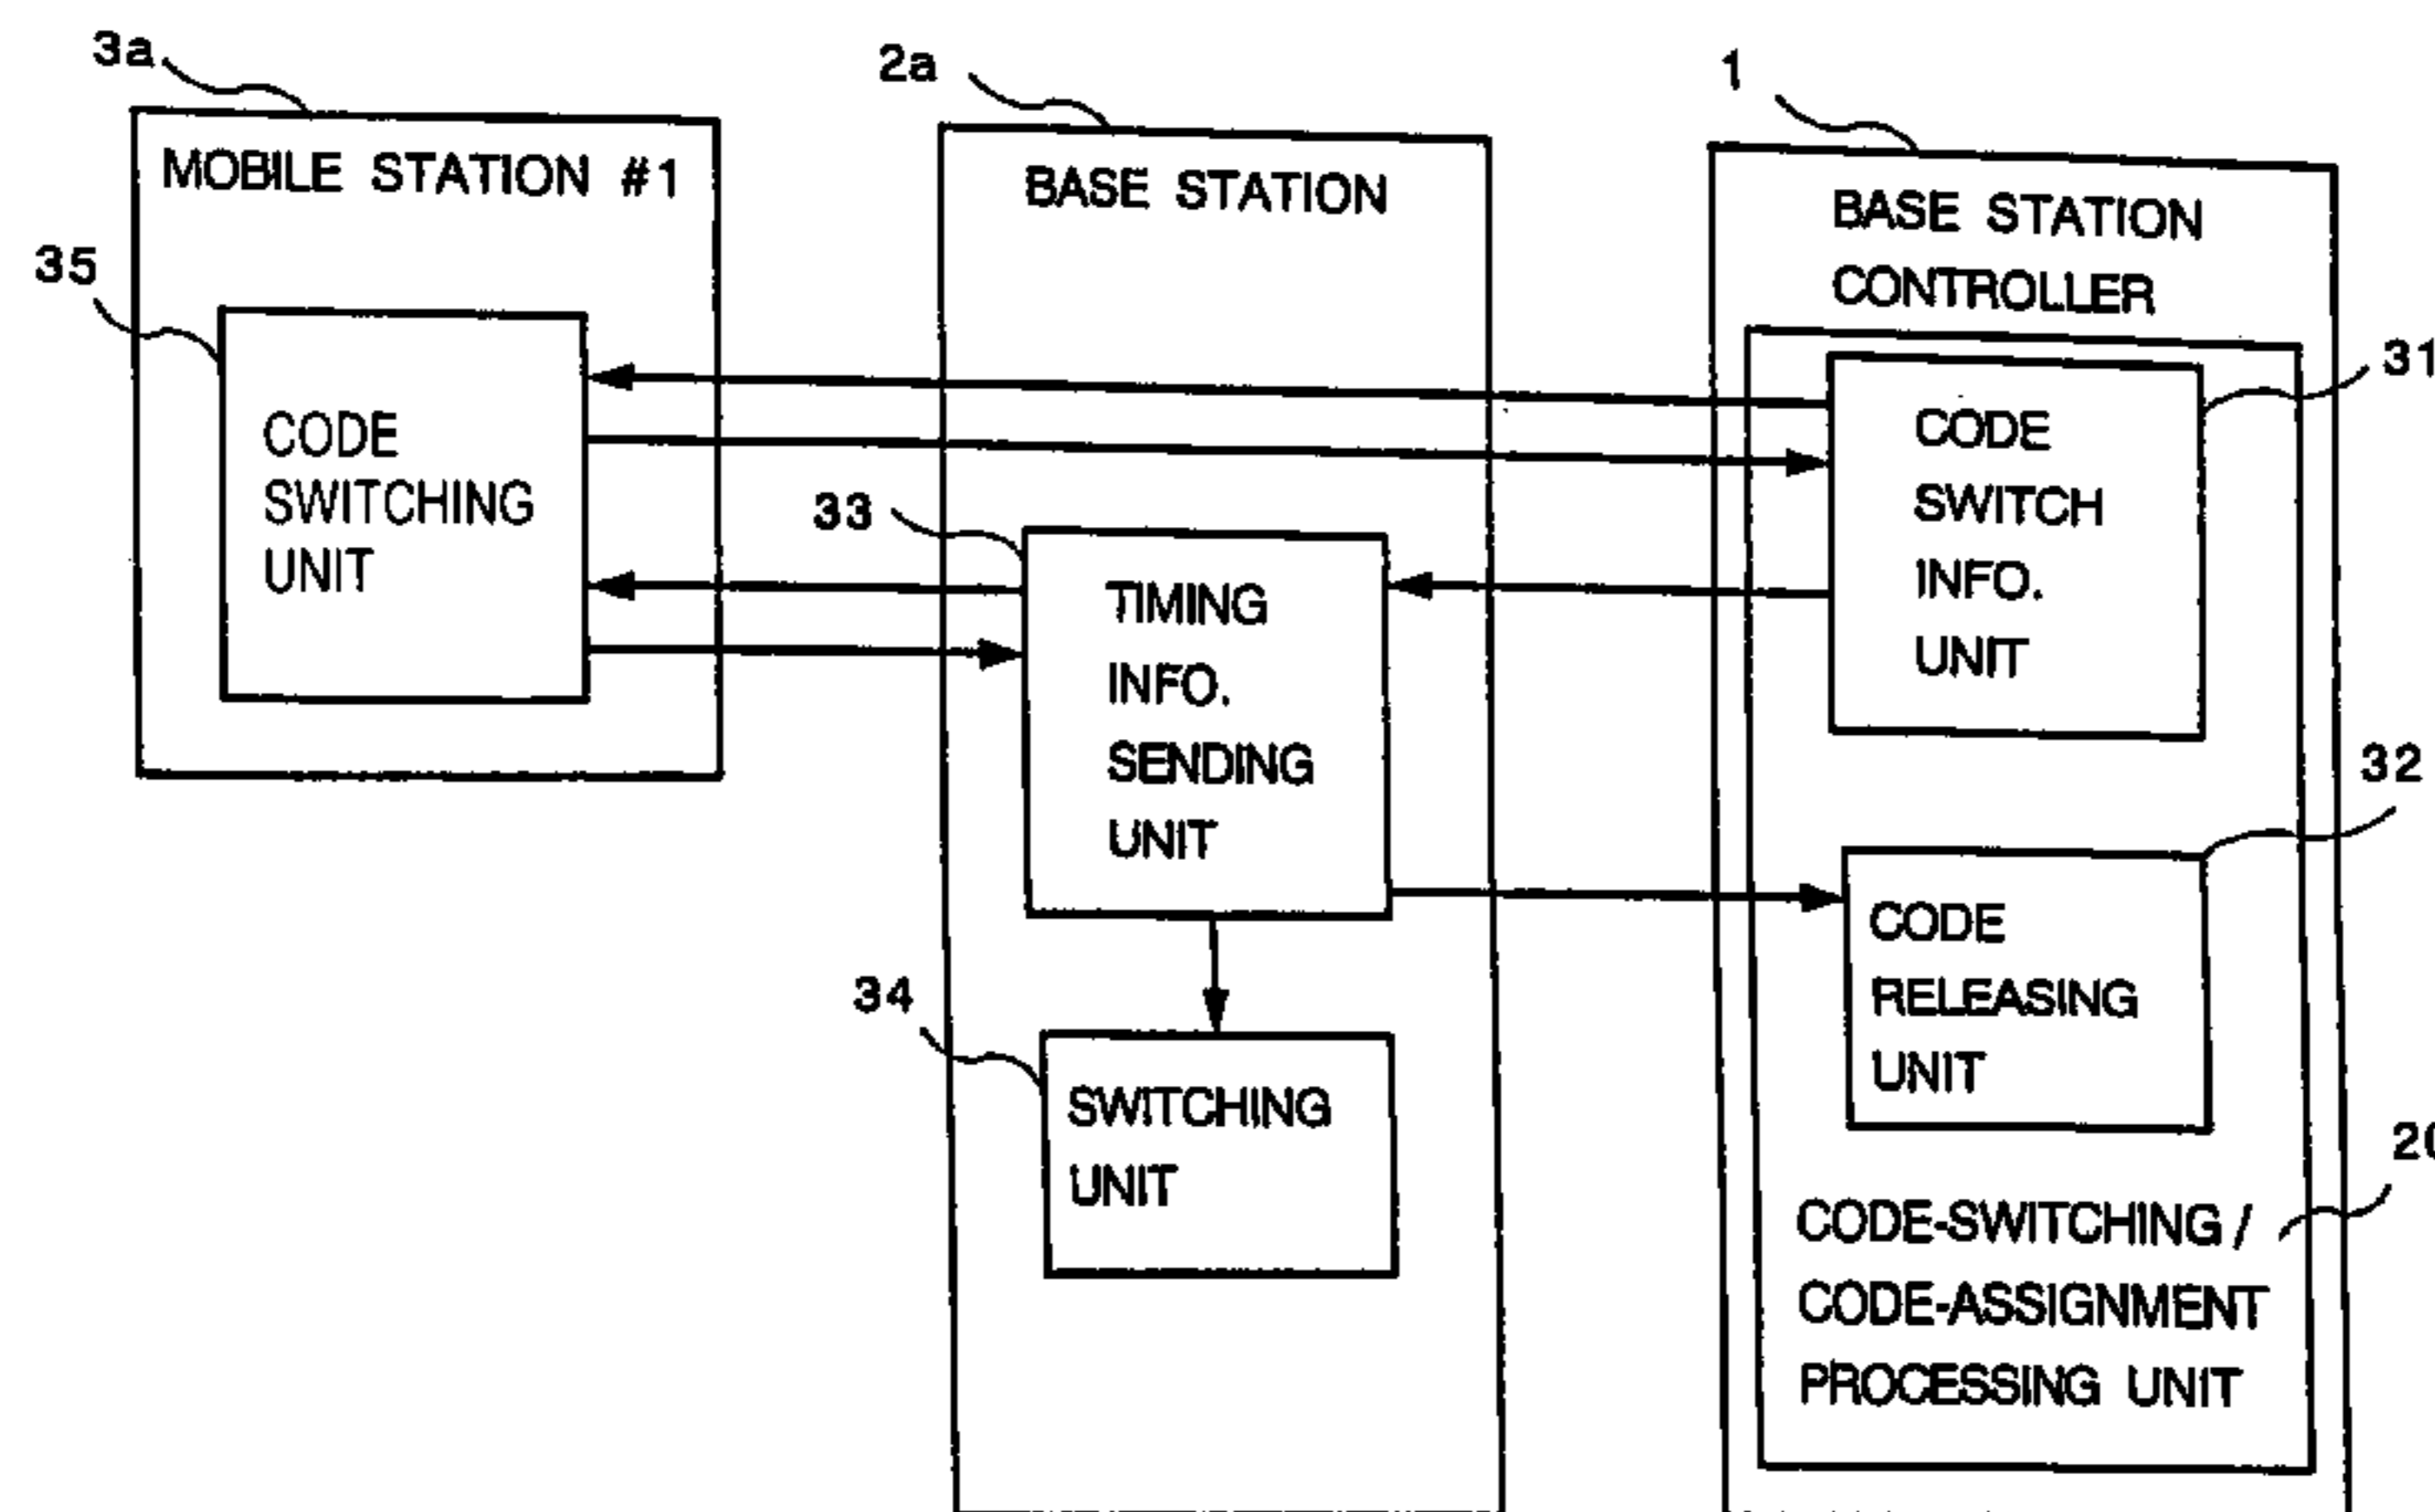 3a
2a
1
MOBILE STATION #1
BASE STATION
BASE STATION
CONTROLLER
35
31
CODE
SWITCHING
UNIT
CODE
SWITCH
INFO.
UNIT
33
TIMING
INFO.
SENDING
UNIT
32
CODE
RELEASING
UNIT
34
SWITCHING
UNIT
20
CODE-SWITCHING /
CODE-ASSIGNMENT
PROCESSING UNIT